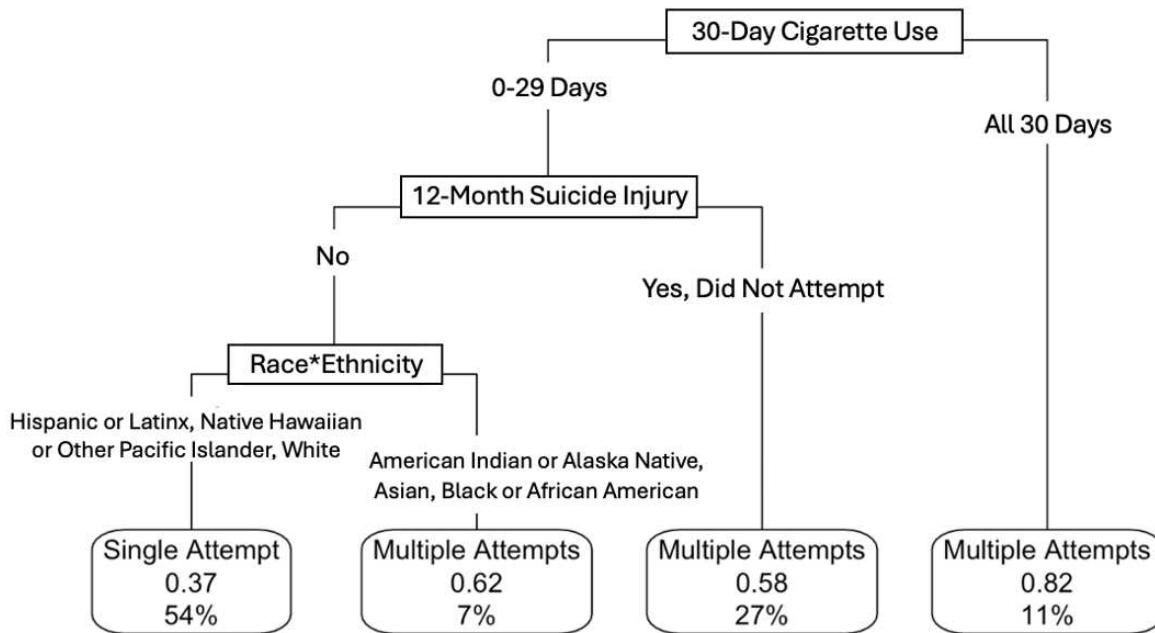 30-Day Cigarette Use
0-29 Days
All 30 Days
12-Month Suicide Injury
No
Yes, Did Not Attempt
Race*Ethnicity
Hispanic or Latinx, Native Hawaiian
or Other Pacific Islander, White
American Indian or Alaska Native,
Asian, Black or African American
Single Attempt
0.37
54%
Multiple Attempts
0.62
7%
Multiple Attempts
0.58
27%
Multiple Attempts
0.82
11%